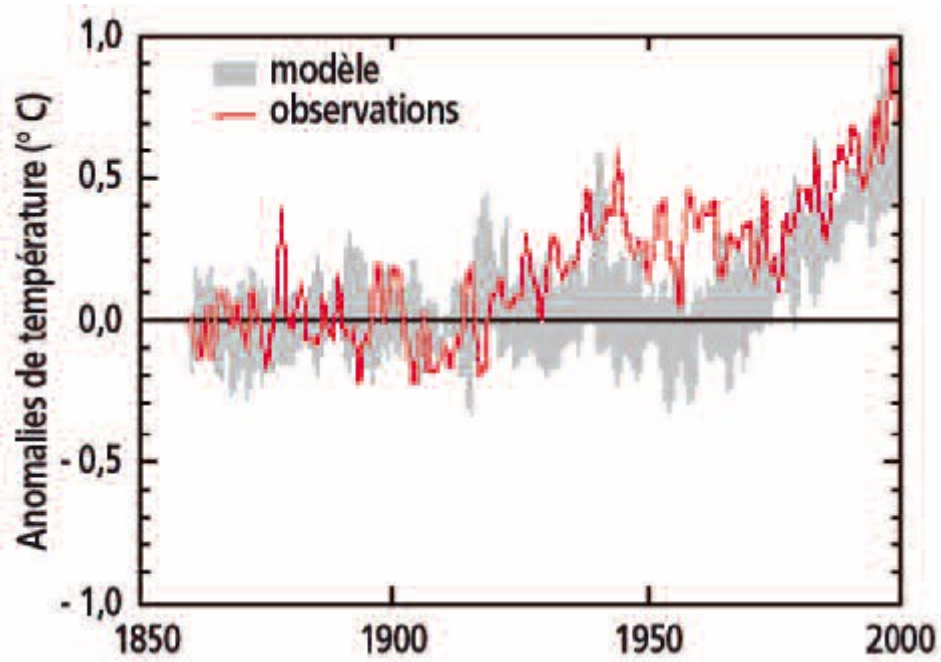 1,0
modèle
observations
0,5
0,0
- 0,5
- 1,0
Anomalies de température (° C)
1850 1900 1950 2000